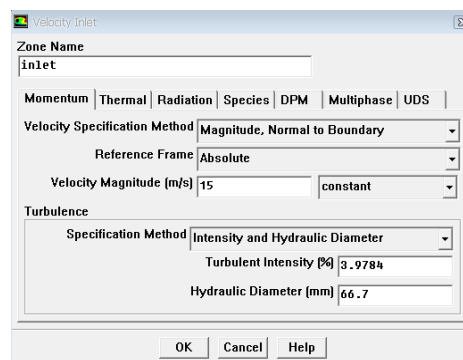 Velocity Inlet
Zone Name
inlet
Momentum Thermal Radiation Species DPM Multiphase UDS
Velocity Specification Method Magnitude, Normal to Boundary
Reference Frame Absolute
Velocity Magnitude (m/s) 15 constant
Turbulence
Specification Method Intensity and Hydraulic Diameter
Turbulent Intensity (%) 3.9784
Hydraulic Diameter (mm) 66.7
OK Cancel Help